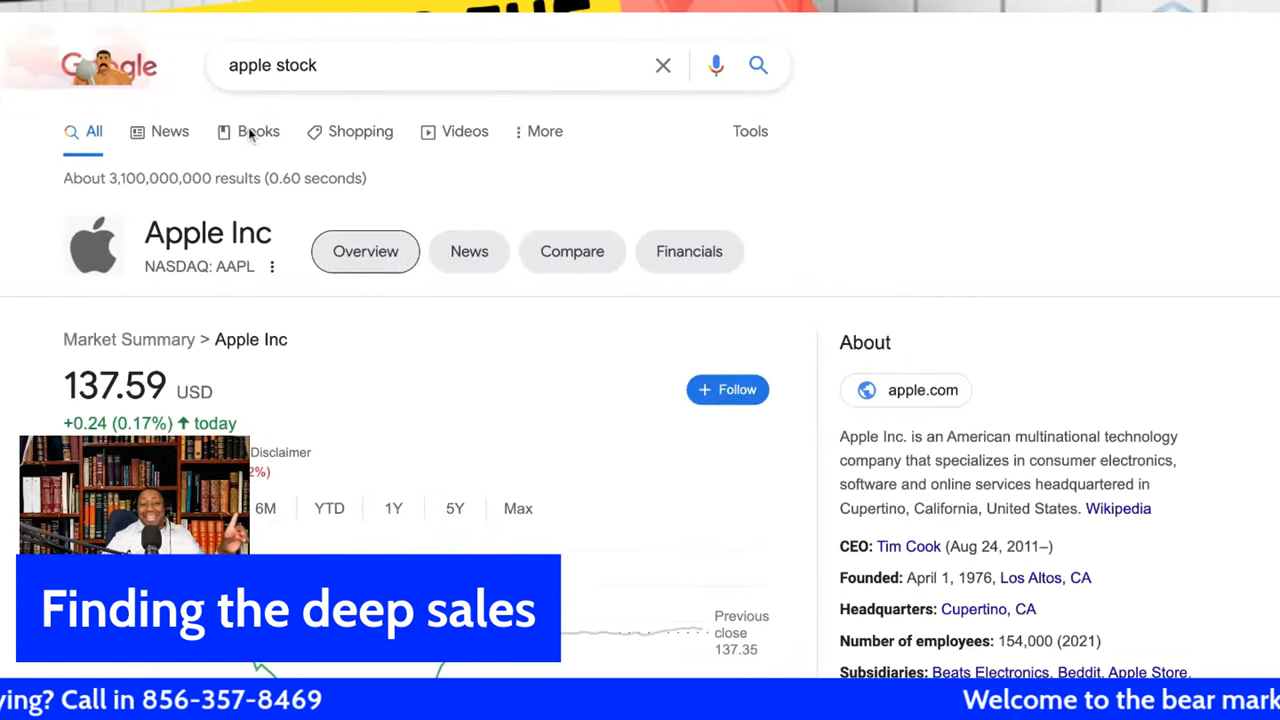 Google
apple stock
All News Books Shopping Videos More Tools
About 3,100,000,000 results (0.60 seconds)
Apple Inc
NASDAQ: AAPL
Overview News Compare Financials
Market Summary > Apple Inc
137.59 USD
+ Follow
+0.24 (0.17%) ↑ today
Disclaimer
2%)
6M YTD 1Y 5Y Max
Previous
close
137.35
About
apple.com
Apple Inc. is an American multinational technology
company that specializes in consumer electronics,
software and online services headquartered in
Cupertino, California, United States. Wikipedia
CEO: Tim Cook (Aug 24, 2011–)
Founded: April 1, 1976, Los Altos, CA
Headquarters: Cupertino, CA
Number of employees: 154,000 (2021)
Subsidiaries: Beats Electronics, Beddit, Apple Store,
Finding the deep sales
ying? Call in 856-357-8469 Welcome to the bear mark